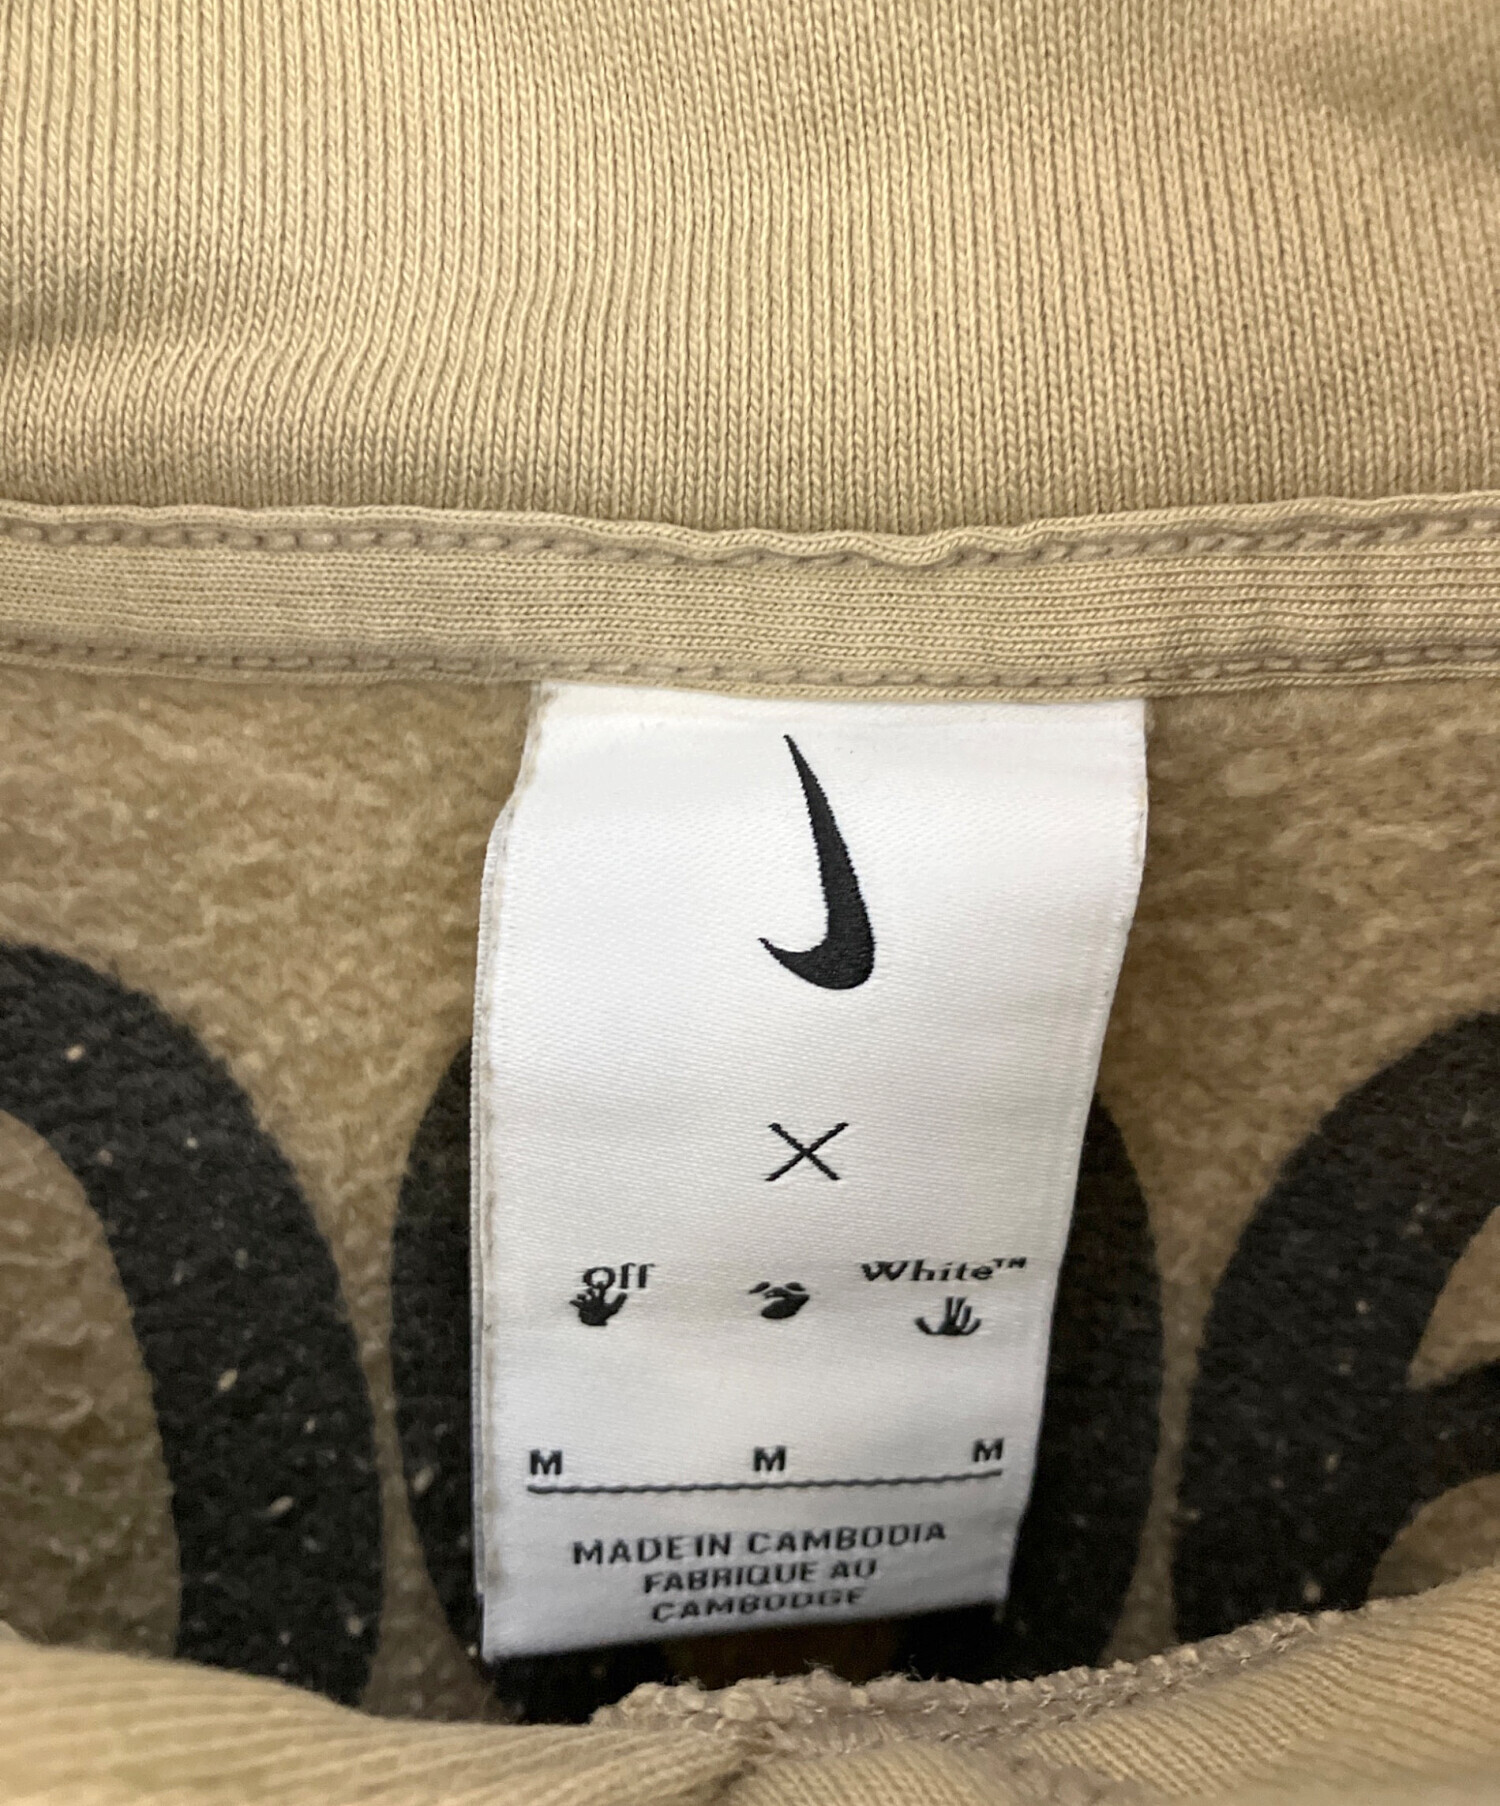 ×
Off White™
M M M
MADE IN CAMBODIA
FABRIQUE AU
CAMBODGE